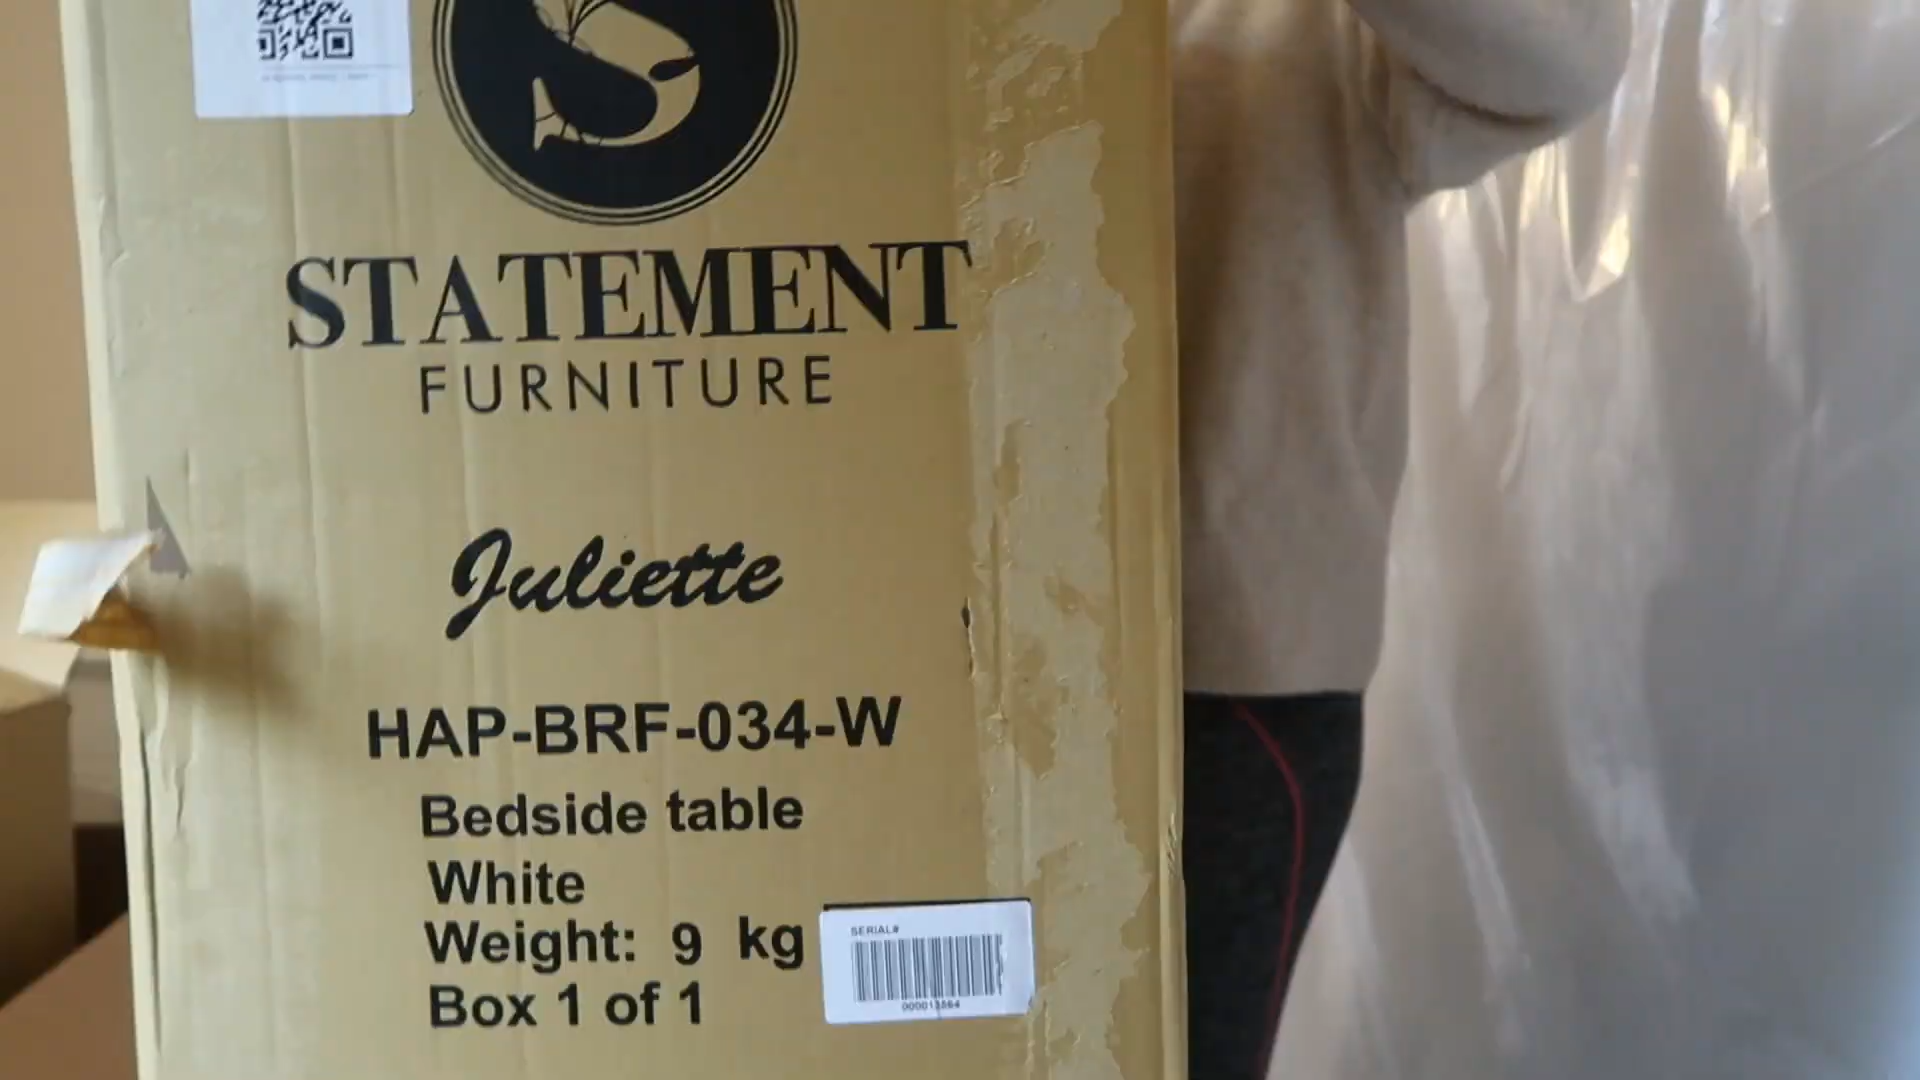 STATEMENT
FURNITURE
Juliette
HAP-BRF-034-W
Bedside table
White
Weight: 9 kg
Box 1 of 1
SERIAL#